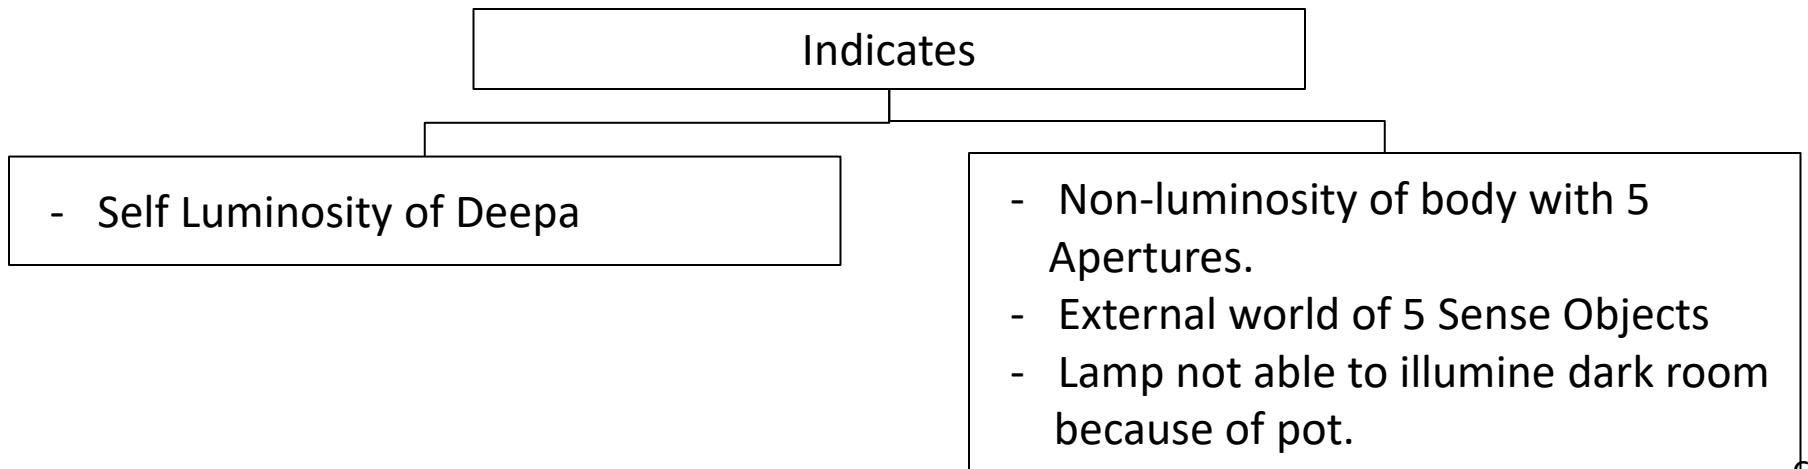 Indicates
- Self Luminosity of Deepa
- Non-luminosity of body with 5
Apertures.
- External world of 5 Sense Objects
- Lamp not able to illumine dark room
because of pot.